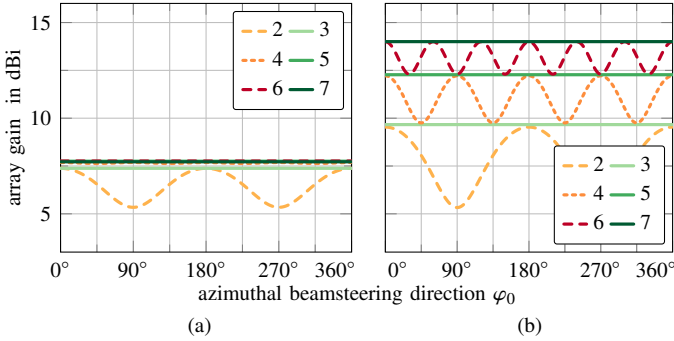 15
10
5
array gain in dBi
2 3
4 5
6 7
2 3
4 5
6 7
0° 90° 180° 270° 360°
0° 90° 180° 270° 360°
azimuthal beamsteering direction φ₀
(a)
(b)